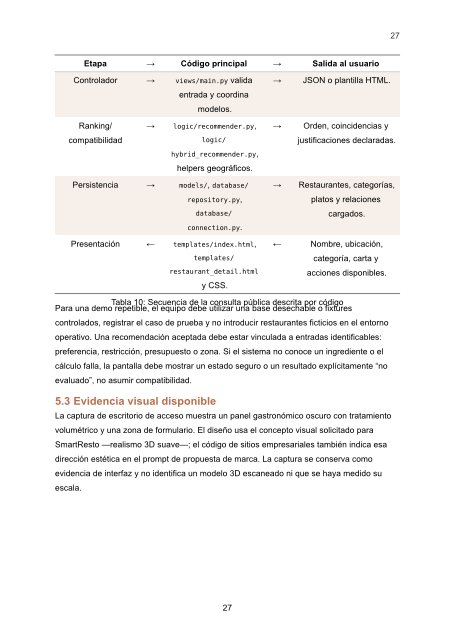 27
Etapa → Código principal → Salida al usuario
Controlador → views/main.py valida → JSON o plantilla HTML.
entrada y coordina
modelos.
Ranking/ → logic/recommender.py, → Orden, coincidencias y
compatibilidad logic/ justificaciones declaradas.
hybrid_recommender.py,
helpers geográficos.
Persistencia → models/, database/ → Restaurantes, categorías,
repository.py, platos y relaciones
database/ cargados.
connection.py.
Presentación ← templates/index.html, ← Nombre, ubicación,
templates/ categoría, carta y
restaurant_detail.html acciones disponibles.
y CSS.
Tabla 10: Secuencia de la consulta pública descrita por código
Para una demo repetible, el equipo debe utilizar una base desechable o fixtures
controlados, registrar el caso de prueba y no introducir restaurantes ficticios en el entorno
operativo. Una recomendación aceptada debe estar vinculada a entradas identificables:
preferencia, restricción, presupuesto o zona. Si el sistema no conoce un ingrediente o el
cálculo falla, la pantalla debe mostrar un estado seguro o un resultado explícitamente “no
evaluado”, no asumir compatibilidad.
5.3 Evidencia visual disponible
La captura de escritorio de acceso muestra un panel gastronómico oscuro con tratamiento
volumétrico y una zona de formulario. El diseño usa el concepto visual solicitado para
SmartResto —realismo 3D suave—; el código de sitios empresariales también indica esa
dirección estética en el prompt de propuesta de marca. La captura se conserva como
evidencia de interfaz y no identifica un modelo 3D escaneado ni que se haya medido su
escala.
27